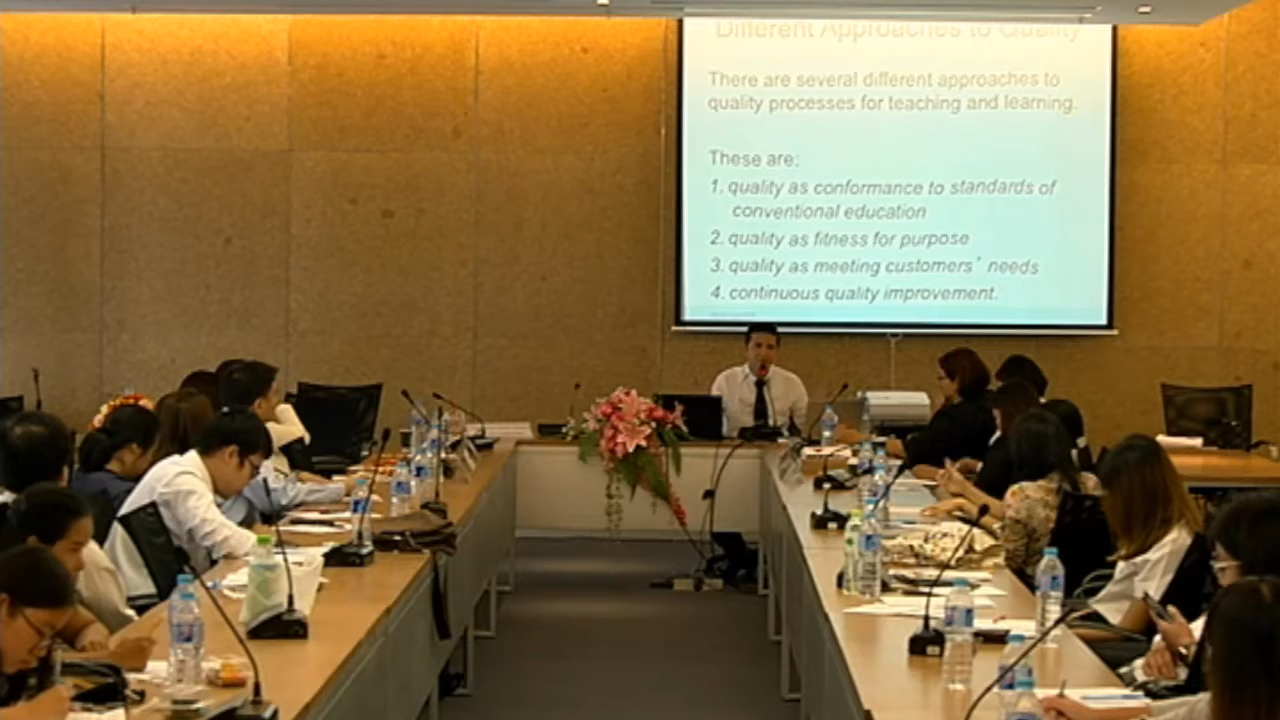 Different Approaches to Quality
There are several different approaches to
quality processes for teaching and learning.
These are:
1. quality as conformance to standards of
conventional education
2. quality as fitness for purpose
3. quality as meeting customers' needs
4. continuous quality improvement.